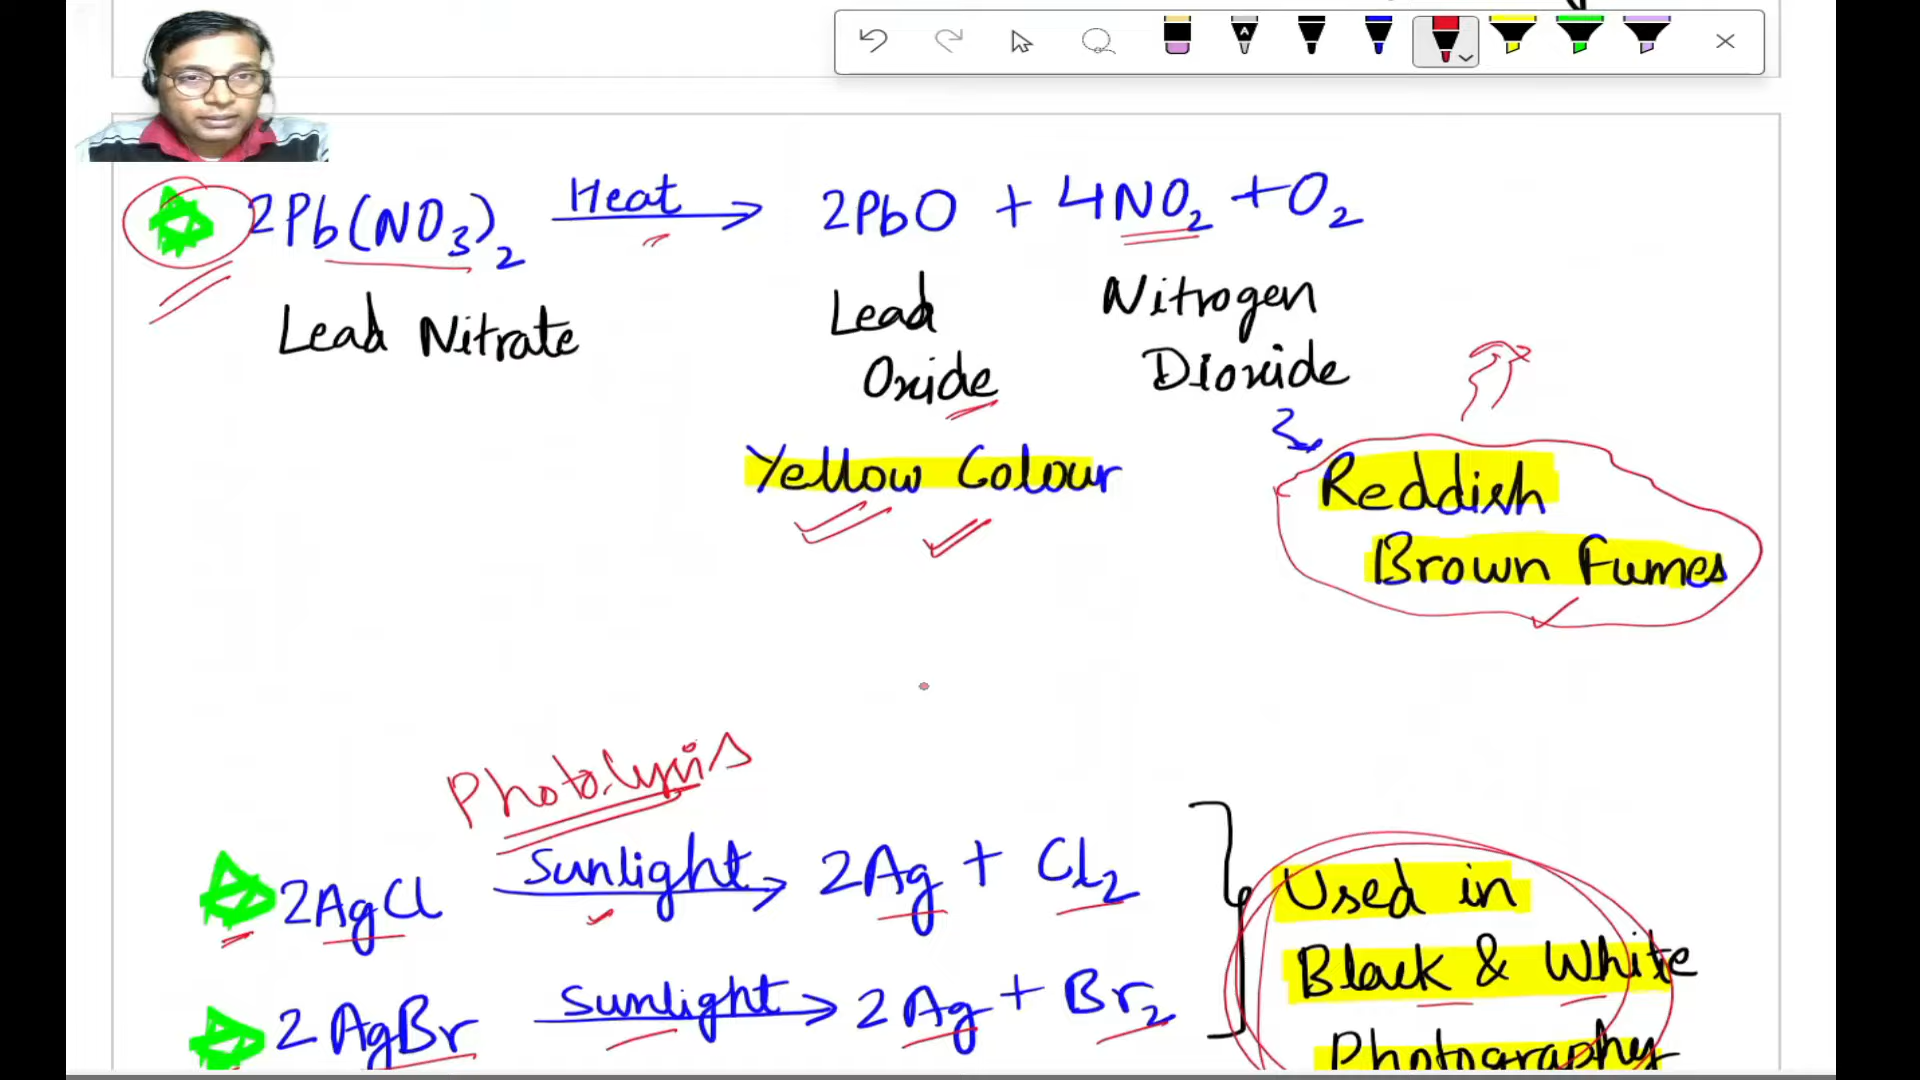 2Pb(NO₃)₂ Heat → 2PbO + 4NO₂ + O₂
Lead Nitrate
Lead Oxide
Nitrogen Dioxide
Yellow Colour
Reddish
Brown Fumes
Photolysis
2AgCl Sunlight → 2Ag + Cl₂
2AgBr Sunlight → 2Ag + Br₂
Used in
Black & White
Photography